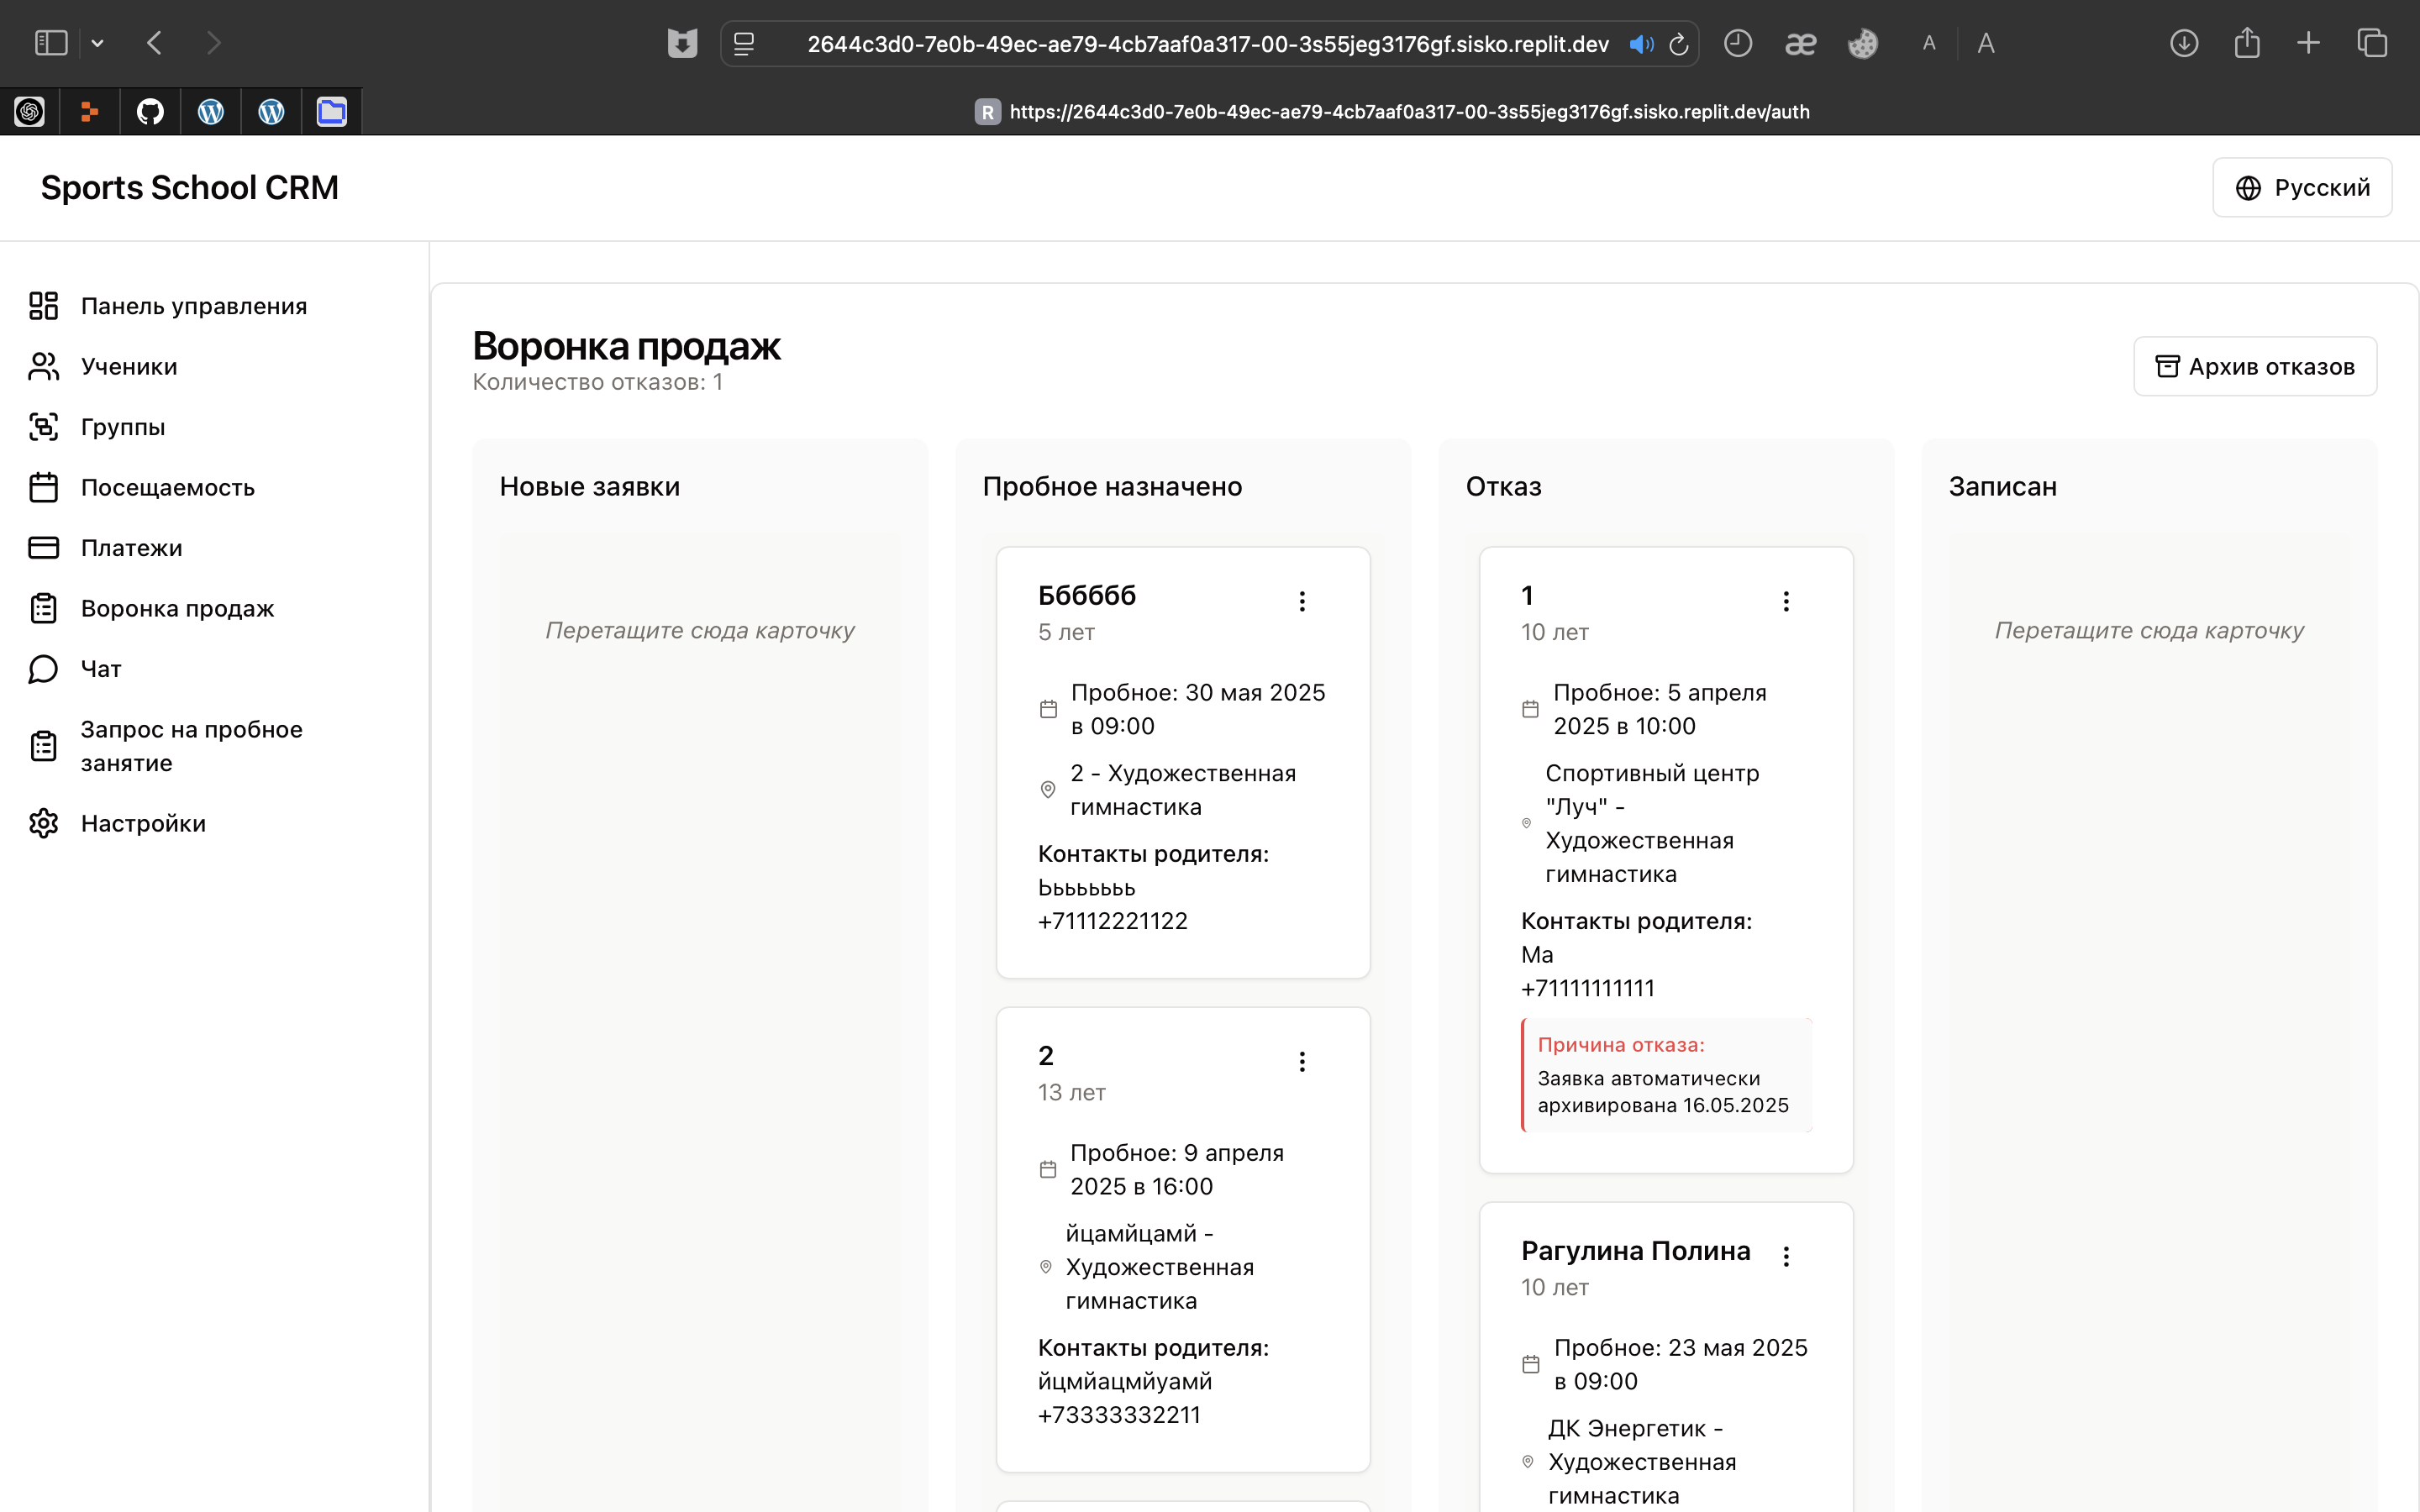 2644c3d0-7e0b-49ec-ae79-4cb7aaf0a317-00-3s55jeg3176gf.sisko.replit.dev
æ
A
A
R
https://2644c3d0-7e0b-49ec-ae79-4cb7aaf0a317-00-3s55jeg3176gf.sisko.replit.dev/auth
Sports School CRM
Русский
Панель управления
Ученики
Группы
Посещаемость
Платежи
Воронка продаж
Чат
Запрос на пробное
занятие
Настройки
Воронка продаж
Количество отказов: 1
Архив отказов
Новые заявки
Перетащите сюда карточку
Пробное назначено
Бббббб
5 лет
Пробное: 30 мая 2025
в 09:00
2 - Художественная
гимнастика
Контакты родителя:
Ььььььь
+71112221122
2
13 лет
Пробное: 9 апреля
2025 в 16:00
йцамйцамй -
Художественная
гимнастика
Контакты родителя:
йцмйацмйуамй
+73333332211
Отказ
1
10 лет
Пробное: 5 апреля
2025 в 10:00
Спортивный центр
"Луч" -
Художественная
гимнастика
Контакты родителя:
Ма
+71111111111
Причина отказа:
Заявка автоматически
архивирована 16.05.2025
Рагулина Полина
10 лет
Пробное: 23 мая 2025
в 09:00
ДК Энергетик -
Художественная
гимнастика
Записан
Перетащите сюда карточку